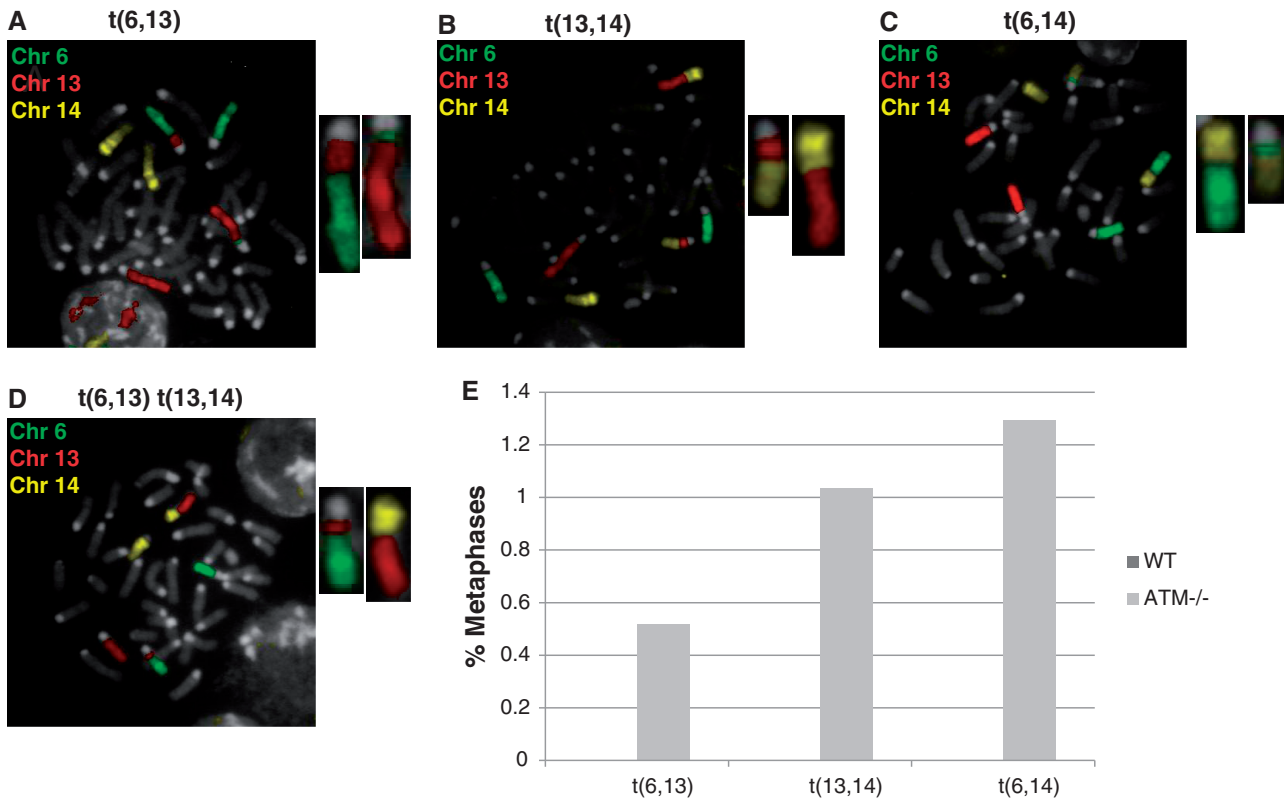 A
t(6,13)
Chr 6
Chr 13
Chr 14
B
t(13,14)
Chr 6
Chr 13
Chr 14
C
t(6,14)
Chr 6
Chr 13
Chr 14
D
t(6,13) t(13,14)
Chr 6
Chr 13
Chr 14
E
% Metaphases
1.4
1.2
1
0.8
0.6
0.4
0.2
0
t(6,13)
t(13,14)
t(6,14)
WT
ATM-/-